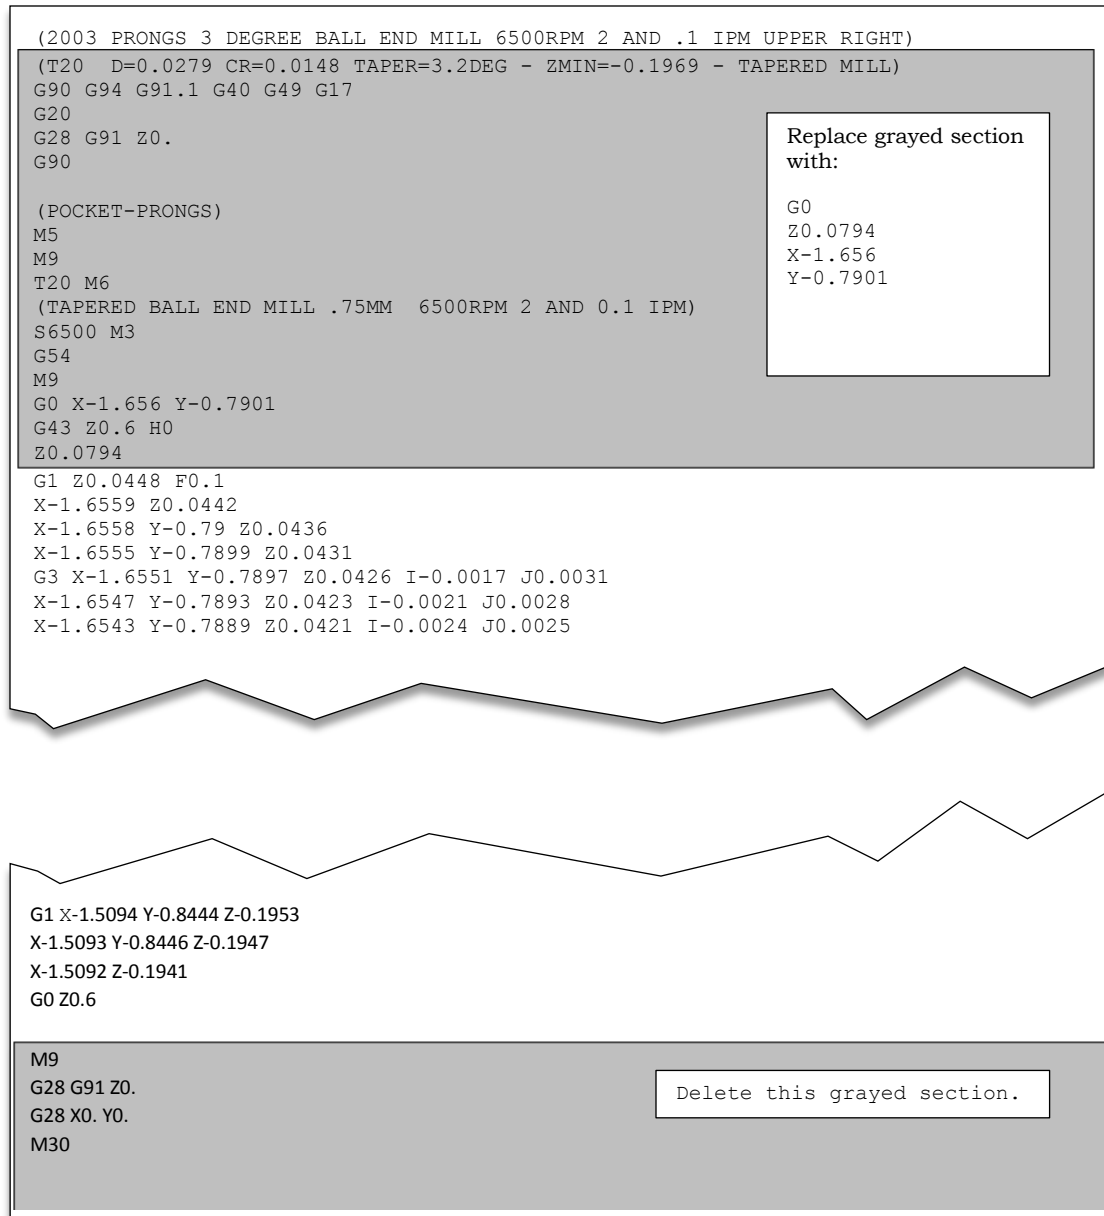 (2003 PRONGS 3 DEGREE BALL END MILL 6500RPM 2 AND .1 IPM UPPER RIGHT)
(T20  D=0.0279 CR=0.0148 TAPER=3.2DEG - ZMIN=-0.1969 - TAPERED MILL)
G90 G94 G91.1 G40 G49 G17
G20
G28 G91 Z0.
G90
(POCKET-PRONGS)
M5
M9
T20 M6
(TAPERED BALL END MILL .75MM  6500RPM 2 AND 0.1 IPM)
S6500 M3
G54
M9
G0 X-1.656 Y-0.7901
G43 Z0.6 H0
Z0.0794
Replace grayed section
with:
G0
Z0.0794
X-1.656
Y-0.7901
G1 Z0.0448 F0.1
X-1.6559 Z0.0442
X-1.6558 Y-0.79 Z0.0436
X-1.6555 Y-0.7899 Z0.0431
G3 X-1.6551 Y-0.7897 Z0.0426 I-0.0017 J0.0031
X-1.6547 Y-0.7893 Z0.0423 I-0.0021 J0.0028
X-1.6543 Y-0.7889 Z0.0421 I-0.0024 J0.0025
G1 X-1.5094 Y-0.8444 Z-0.1953
X-1.5093 Y-0.8446 Z-0.1947
X-1.5092 Z-0.1941
G0 Z0.6
M9
G28 G91 Z0.
G28 X0. Y0.
M30
Delete this grayed section.